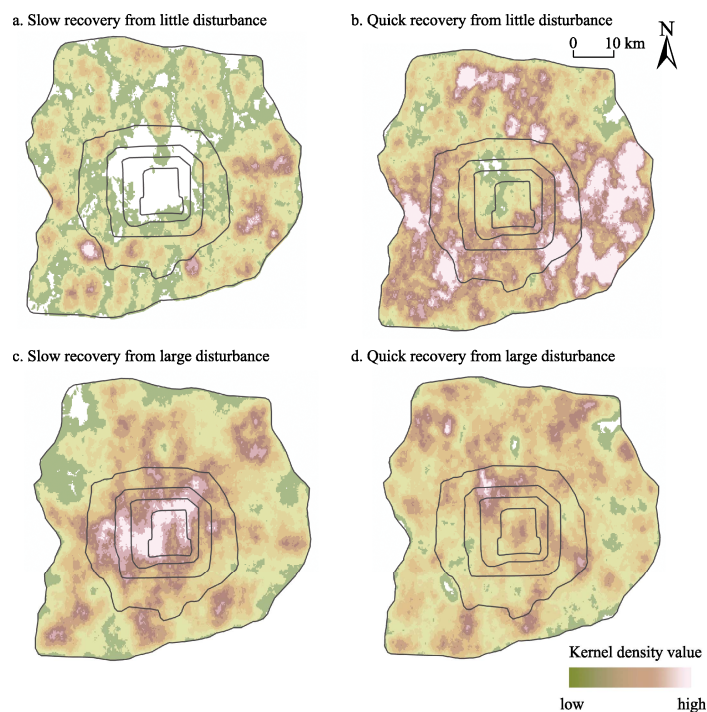 a. Slow recovery from little disturbance
b. Quick recovery from little disturbance
N
0 10 km
c. Slow recovery from large disturbance
d. Quick recovery from large disturbance
Kernel density value
low high